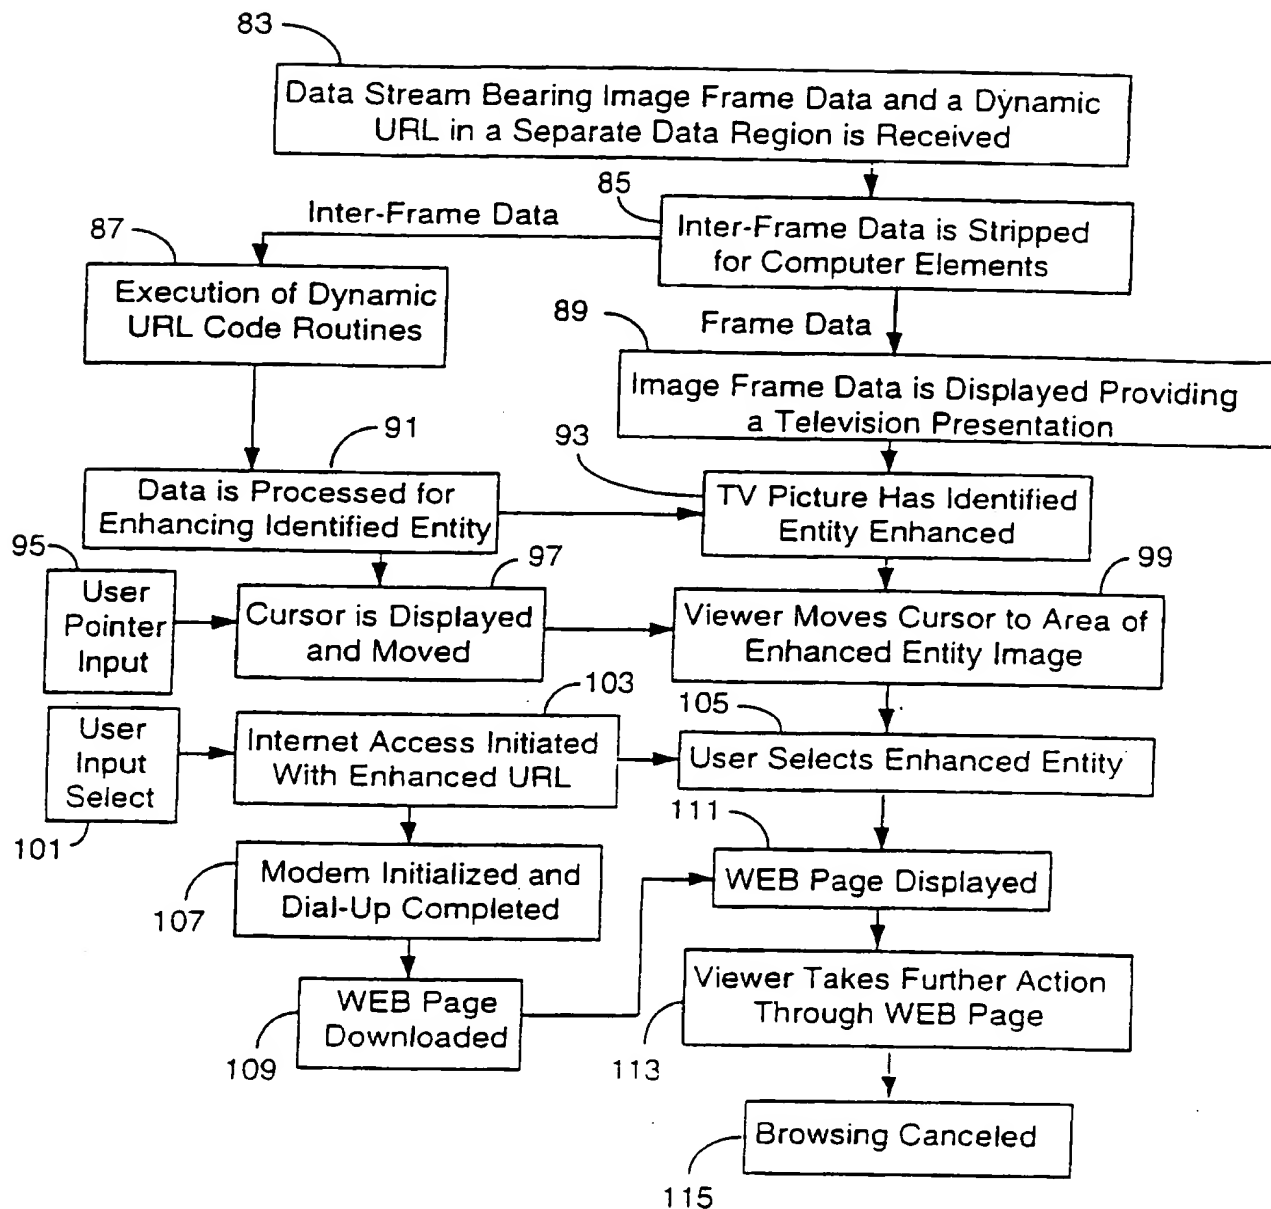 83
Data Stream Bearing Image Frame Data and a Dynamic
URL in a Separate Data Region is Received
85
Inter-Frame Data
Inter-Frame Data is Stripped
for Computer Elements
87
Execution of Dynamic
URL Code Routines
Frame Data
89
Image Frame Data is Displayed Providing
a Television Presentation
91
Data is Processed for
Enhancing Identified Entity
93
TV Picture Has Identified
Entity Enhanced
95
User
Pointer
Input
97
Cursor is Displayed
and Moved
99
Viewer Moves Cursor to Area of
Enhanced Entity Image
101
User
Input
Select
103
Internet Access Initiated
With Enhanced URL
105
User Selects Enhanced Entity
107
Modem Initialized and
Dial-Up Completed
111
WEB Page Displayed
109
WEB Page
Downloaded
113
Viewer Takes Further Action
Through WEB Page
115
Browsing Canceled